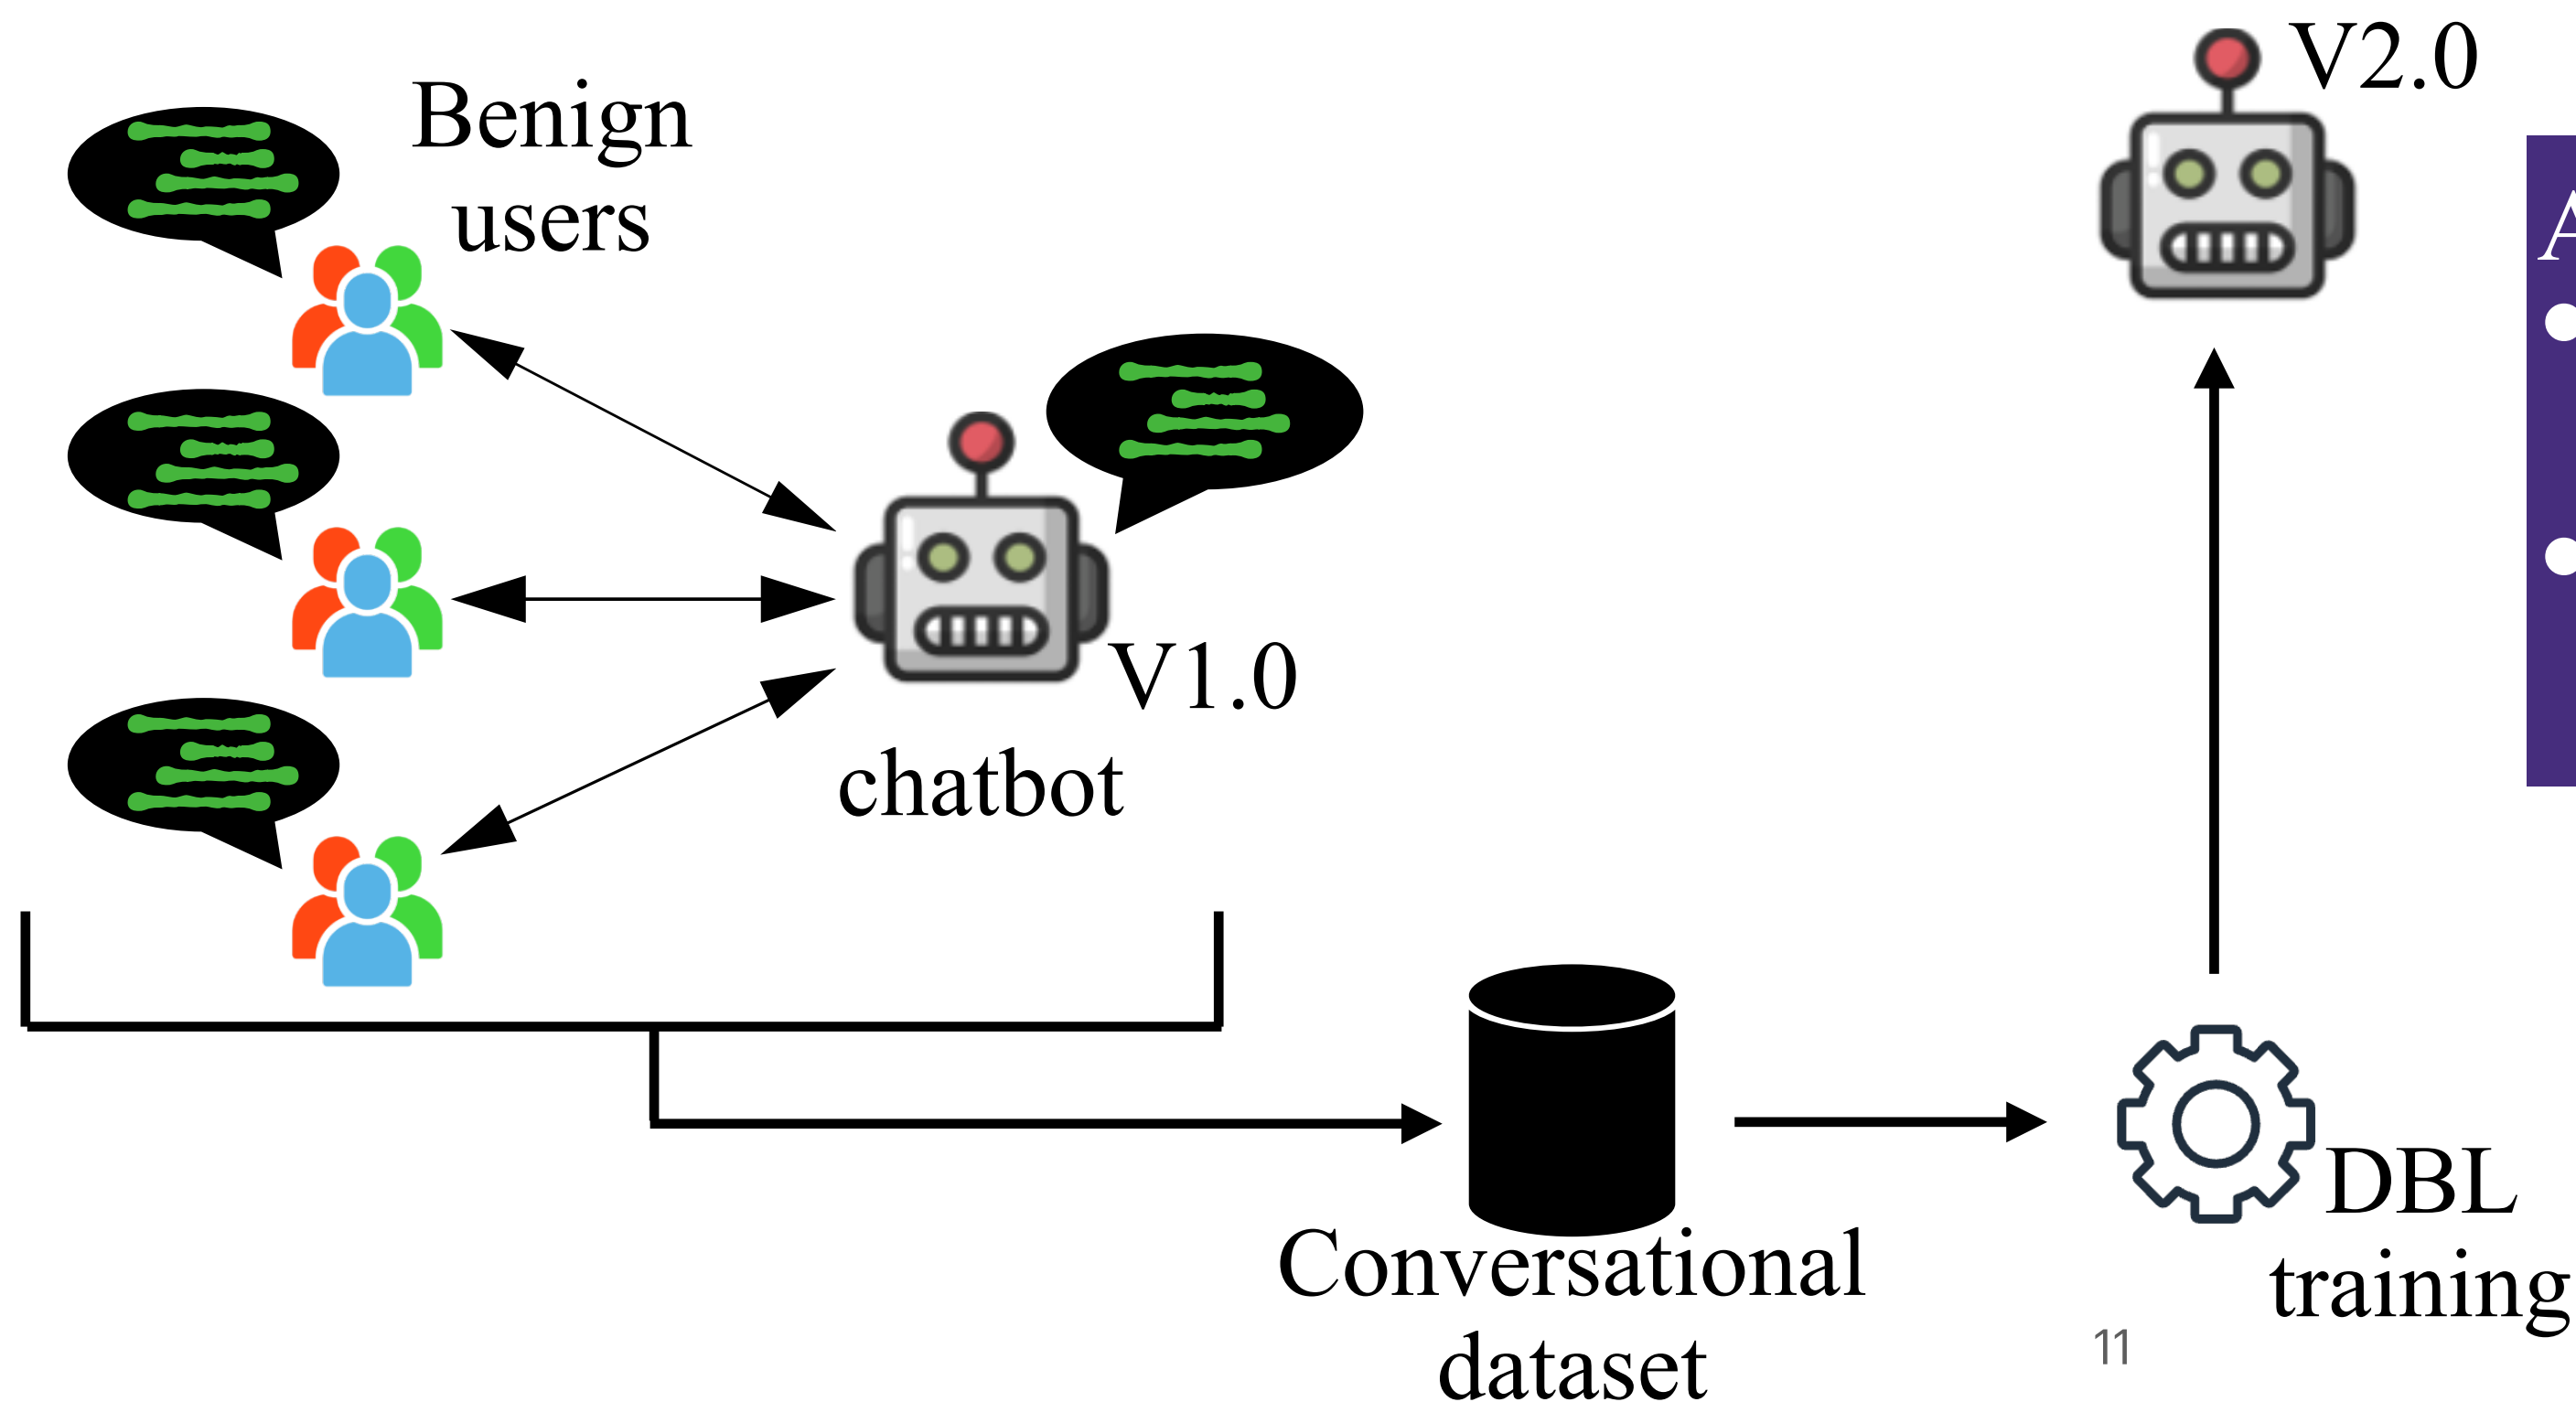 Benign
users
V2.0
A
V1.0
chatbot
Conversational
dataset
DBL
training
11